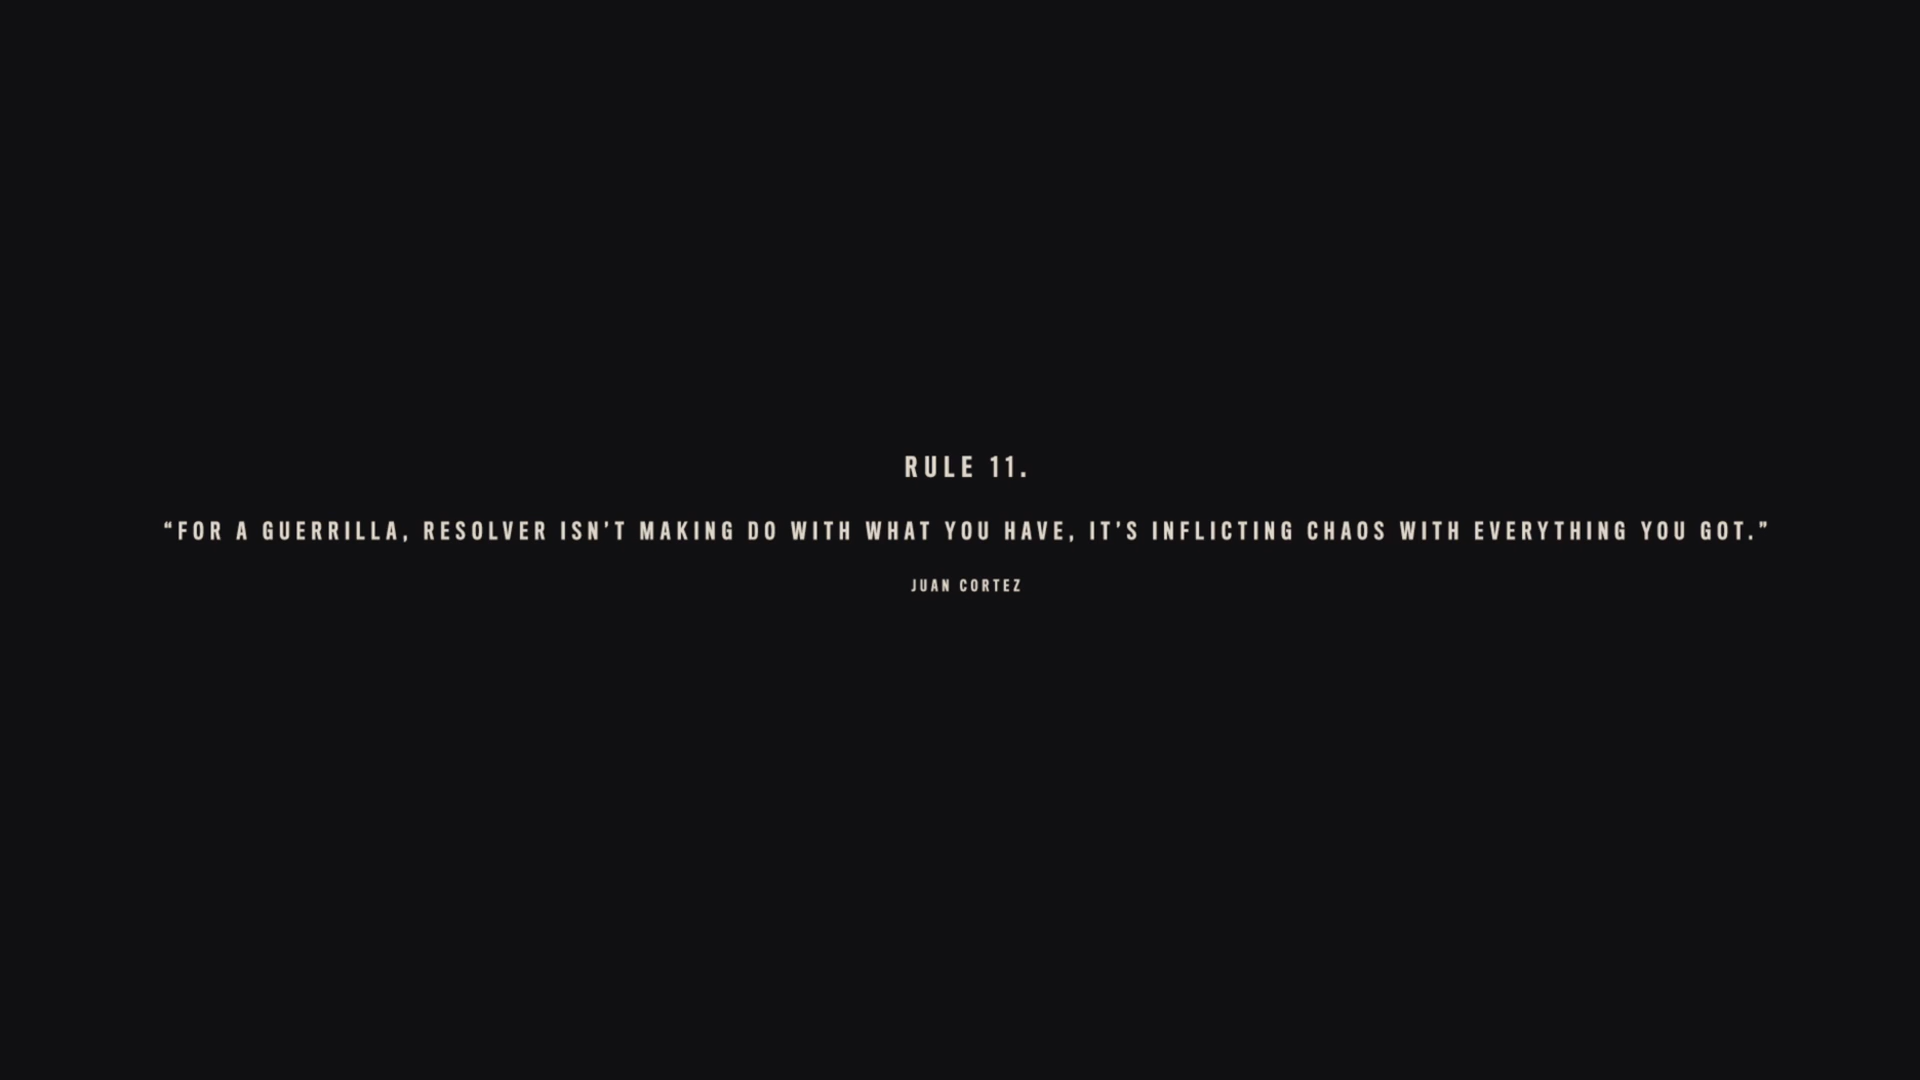 RULE 11.
“FOR A GUERRILLA, RESOLVER ISN’T MAKING DO WITH WHAT YOU HAVE, IT’S INFLICTING CHAOS WITH EVERYTHING YOU GOT.”
JUAN CORTEZ